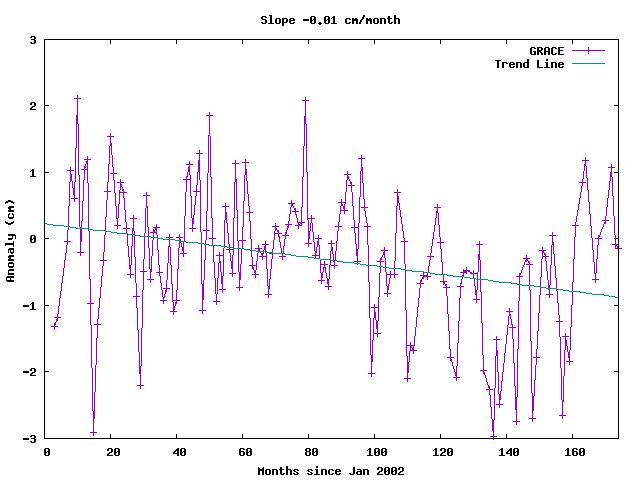 Slope -0.01 cm/month
GRACE
Trend Line
3
2
1
0
-1
-2
-3
Anomaly (cm)
0 20 40 60 80 100 120 140 160
Months since Jan 2002